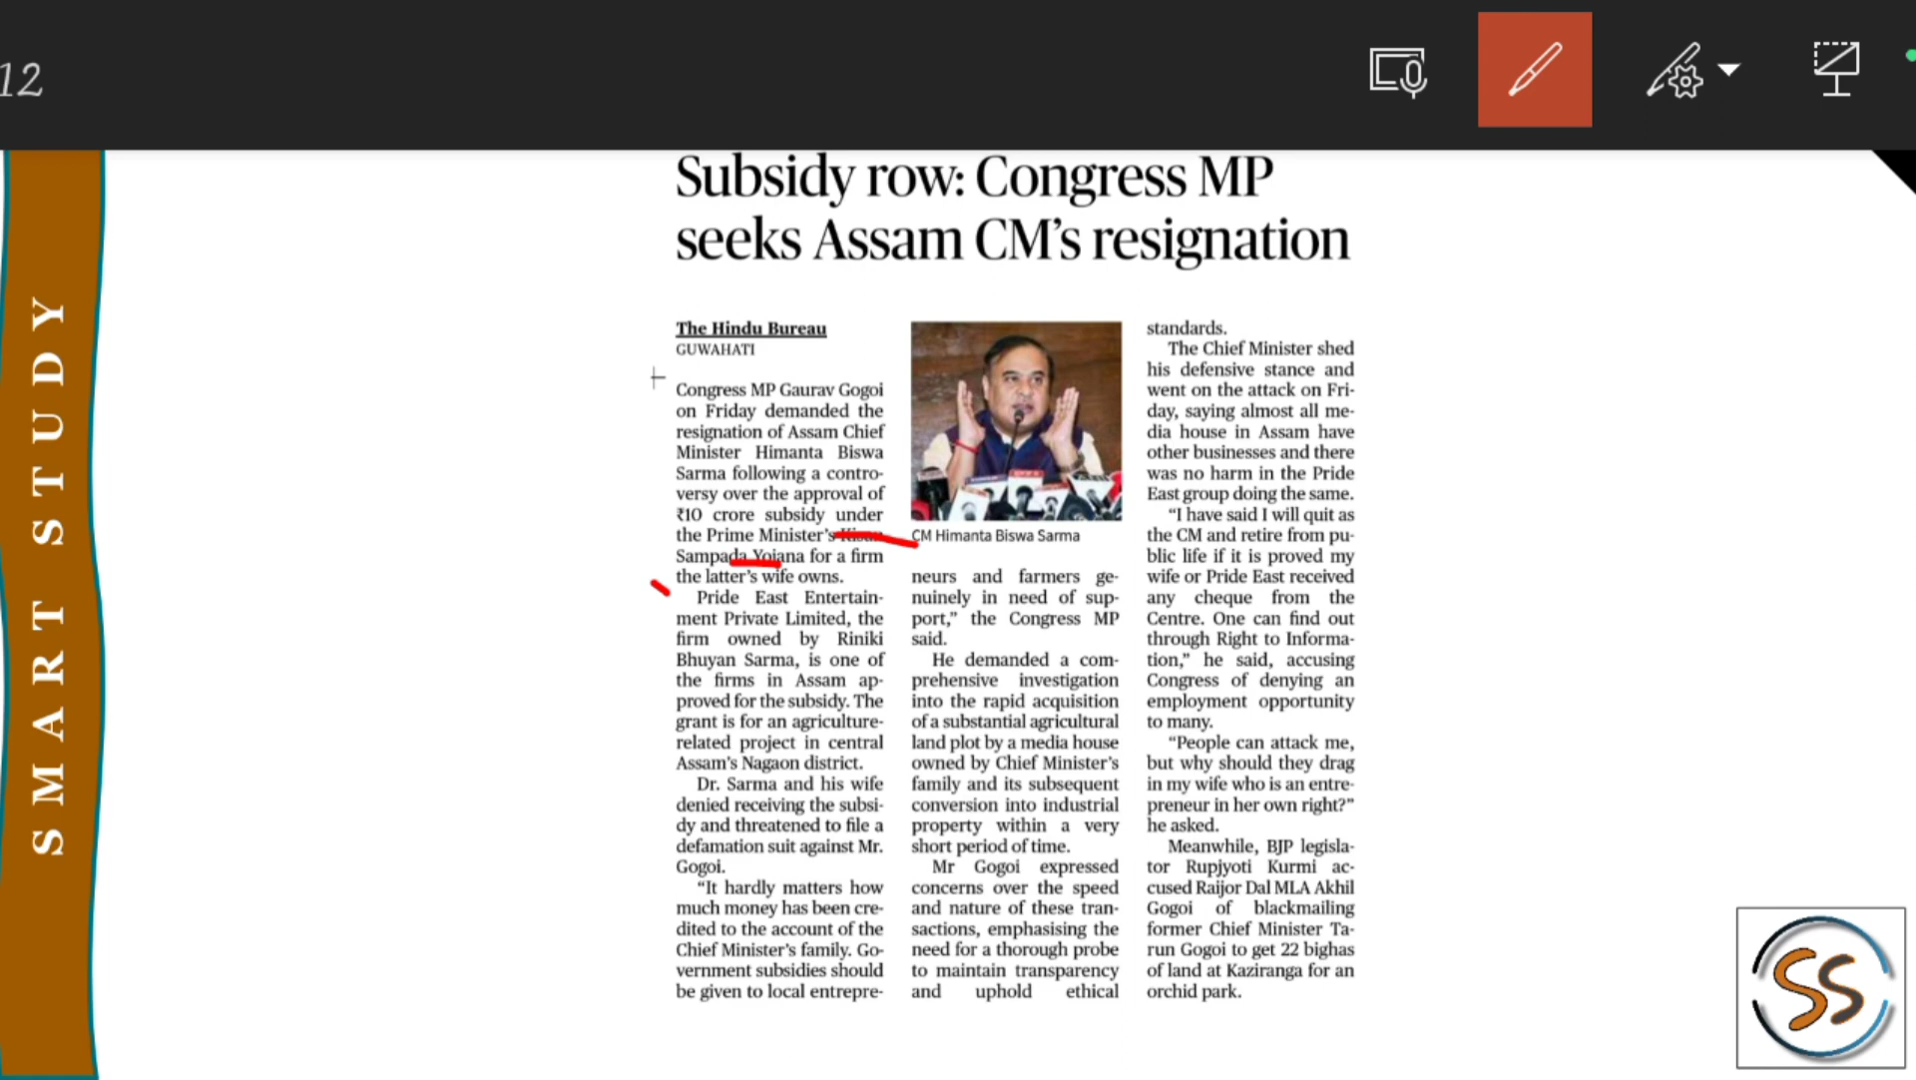 12
SMART STUDY
Subsidy row: Congress MP
seeks Assam CM’s resignation
The Hindu Bureau
GUWAHATI
Congress MP Gaurav Gogoi
on Friday demanded the
resignation of Assam Chief
Minister Himanta Biswa
Sarma following a contro-
versy over the approval of
₹10 crore subsidy under
the Prime Minister’s Kisan
Sampada Yojana for a firm
the latter’s wife owns.
Pride East Entertain-
ment Private Limited, the
firm owned by Riniki
Bhuyan Sarma, is one of
the firms in Assam ap-
proved for the subsidy. The
grant is for an agriculture-
related project in central
Assam’s Nagaon district.
Dr. Sarma and his wife
denied receiving the subsi-
dy and threatened to file a
defamation suit against Mr.
Gogoi.
“It hardly matters how
much money has been cre-
dited to the account of the
Chief Minister’s family. Go-
vernment subsidies should
be given to local entrepre-
CM Himanta Biswa Sarma
neurs and farmers ge-
nuinely in need of sup-
port,” the Congress MP
said.
He demanded a com-
prehensive investigation
into the rapid acquisition
of a substantial agricultural
land plot by a media house
owned by Chief Minister’s
family and its subsequent
conversion into industrial
property within a very
short period of time.
Mr Gogoi expressed
concerns over the speed
and nature of these tran-
sactions, emphasising the
need for a thorough probe
to maintain transparency
and uphold ethical
standards.
The Chief Minister shed
his defensive stance and
went on the attack on Fri-
day, saying almost all me-
dia house in Assam have
other businesses and there
was no harm in the Pride
East group doing the same.
“I have said I will quit as
the CM and retire from pu-
blic life if it is proved my
wife or Pride East received
any cheque from the
Centre. One can find out
through Right to Informa-
tion,” he said, accusing
Congress of denying an
employment opportunity
to many.
“People can attack me,
but why should they drag
in my wife who is an entre-
preneur in her own right?”
he asked.
Meanwhile, BJP legisla-
tor Rupjyoti Kurmi ac-
cused Raijor Dal MLA Akhil
Gogoi of blackmailing
former Chief Minister Ta-
run Gogoi to get 22 bighas
of land at Kaziranga for an
orchid park.
SS